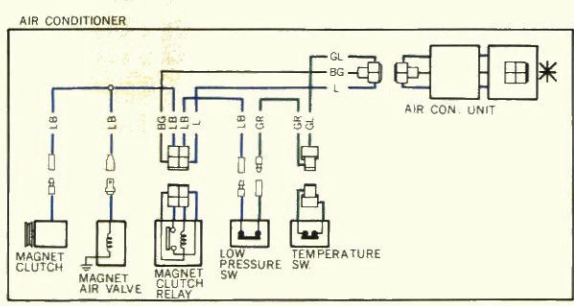 AIR CONDITIONER
GL
BG
L
AIR CON. UNIT
LB LB BG LB LB L LB GR GR GL
MAGNET
CLUTCH
MAGNET
AIR VALVE
MAGNET
CLUTCH
RELAY
LOW
PRESSURE
SW.
TEMPERATURE
SW.